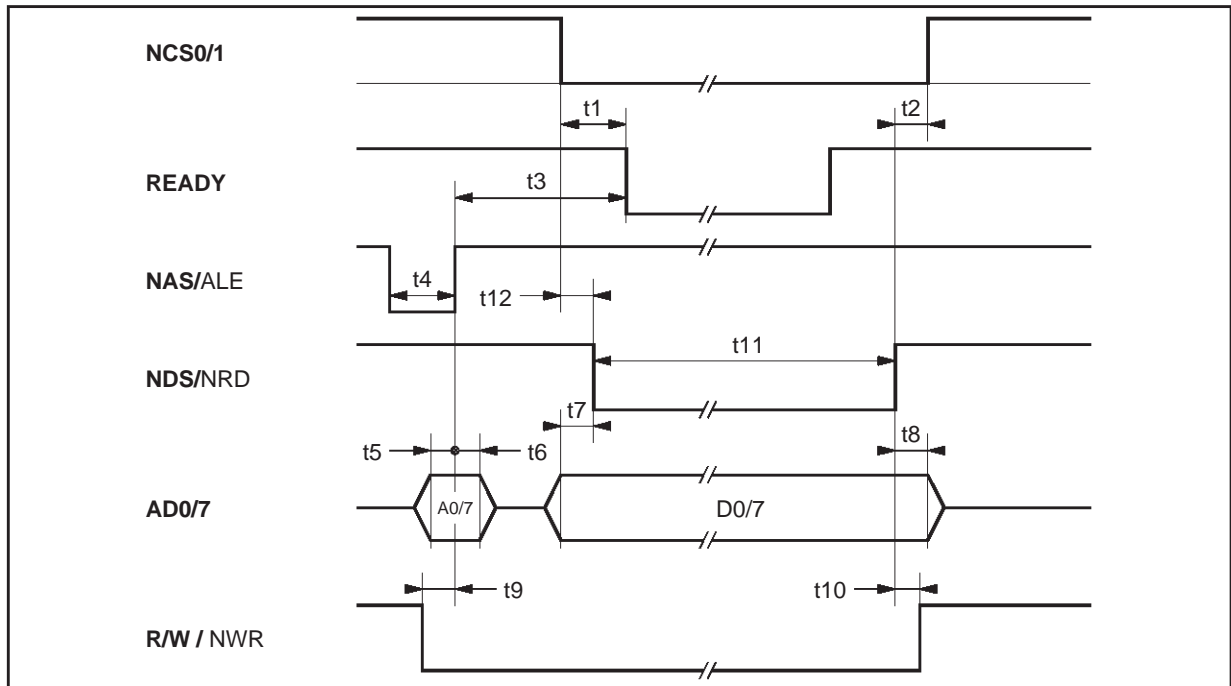 NCS0/1
t1
t2
READY
t3
NAS/ALE
t4
t12
NDS/NRD
t11
t7
t5
t6
t8
AD0/7
A0/7
D0/7
t9
t10
R/W / NWR